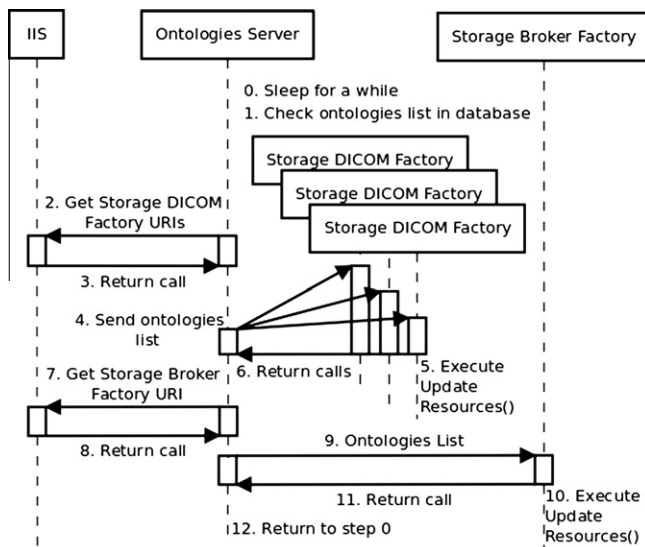 IIS
Ontologies Server
Storage Broker Factory
0. Sleep for a while
1. Check ontologies list in database
Storage DICOM Factory
Storage DICOM Factory
Storage DICOM Factory
2. Get Storage DICOM
Factory URIs
3. Return call
4. Send ontologies
list
6. Return calls
5. Execute
Update
Resources()
7. Get Storage Broker
Factory URI
8. Return call
9. Ontologies List
11. Return call
10. Execute
Update
Resources()
12. Return to step 0